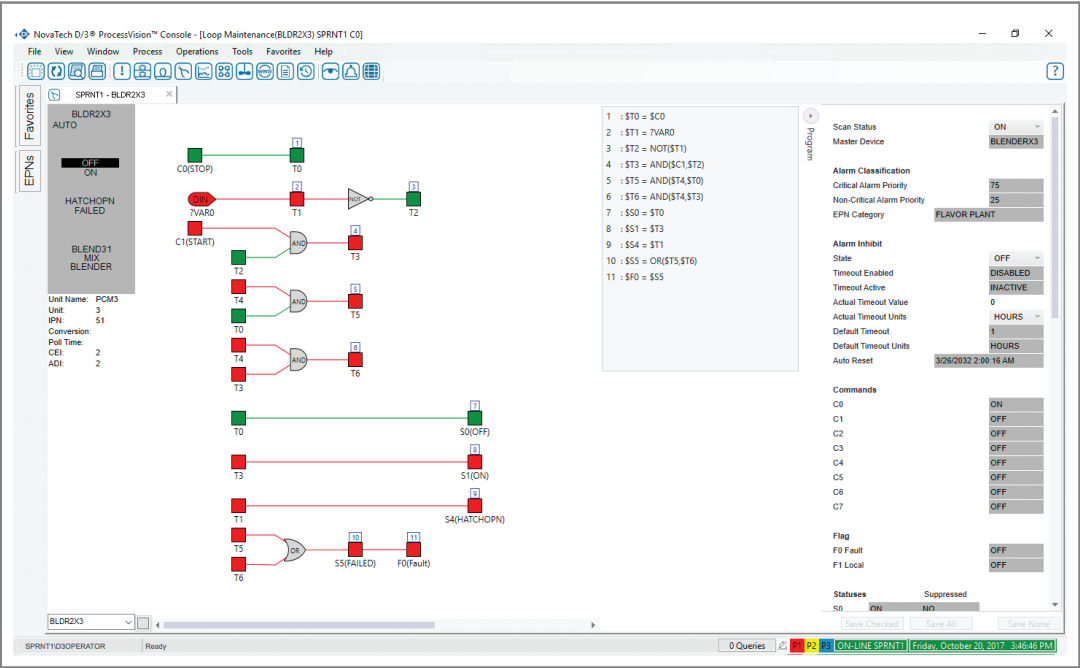 NovaTech D/3® ProcessVision™ Console - [Loop Maintenance(BLDR2X3) SPRNT1 C0]
File View Window Process Operations Tools Favorites Help
?
Favorites
EPNs
SPRNT1 - BLDR2X3
BLDR2X3
AUTO
OFF
ON
HATCHOPN
FAILED
BLEND31
MIX
BLENDER
Unit Name: PCM3
Unit: 3
IPN: 51
Conversion:
Poll Time:
CEI: 2
ADI: 2
1
C0(STOP) T0
DIN 2 NOT 3
?VAR0 T1 T2
C1(START) 4
AND
T2 T3
5
T4 AND T5
T0
6
T4 AND T6
T3
7
T0 S0(OFF)
8
T3 S1(ON)
9
T1 S4(HATCHOPN)
10 11
T5 OR S5(FAILED) F0(Fault)
T6
1 : $T0 = $C0
2 : $T1 = ?VAR0
3 : $T2 = NOT($T1)
4 : $T3 = AND($C1,$T2)
5 : $T5 = AND($T4,$T0)
6 : $T6 = AND($T4,$T3)
7 : $S0 = $T0
8 : $S1 = $T3
9 : $S4 = $T1
10 : $S5 = OR($T5,$T6)
11 : $F0 = $S5
Program
Scan Status ON
Master Device BLENDERX3
Alarm Classification
Critical Alarm Priority 75
Non-Critical Alarm Priority 25
EPN Category FLAVOR PLANT
Alarm Inhibit
State OFF
Timeout Enabled DISABLED
Timeout Active INACTIVE
Actual Timeout Value 0
Actual Timeout Units HOURS
Default Timeout 1
Default Timeout Units HOURS
Auto Reset 3/26/2032 2:00:16 AM
Commands
C0 ON
C1 OFF
C2 OFF
C3 OFF
C4 OFF
C5 OFF
C6 OFF
C7 OFF
Flag
F0 Fault OFF
F1 Local OFF
Statuses Suppressed
S0 ON NO
Save Checked Save All Save None
BLDR2X3
SPRNT1\D3OPERATOR Ready 0 Queries P1 P2 P3 ON-LINE SPRNT1 Friday, October 20, 2017 3:46:46 PM